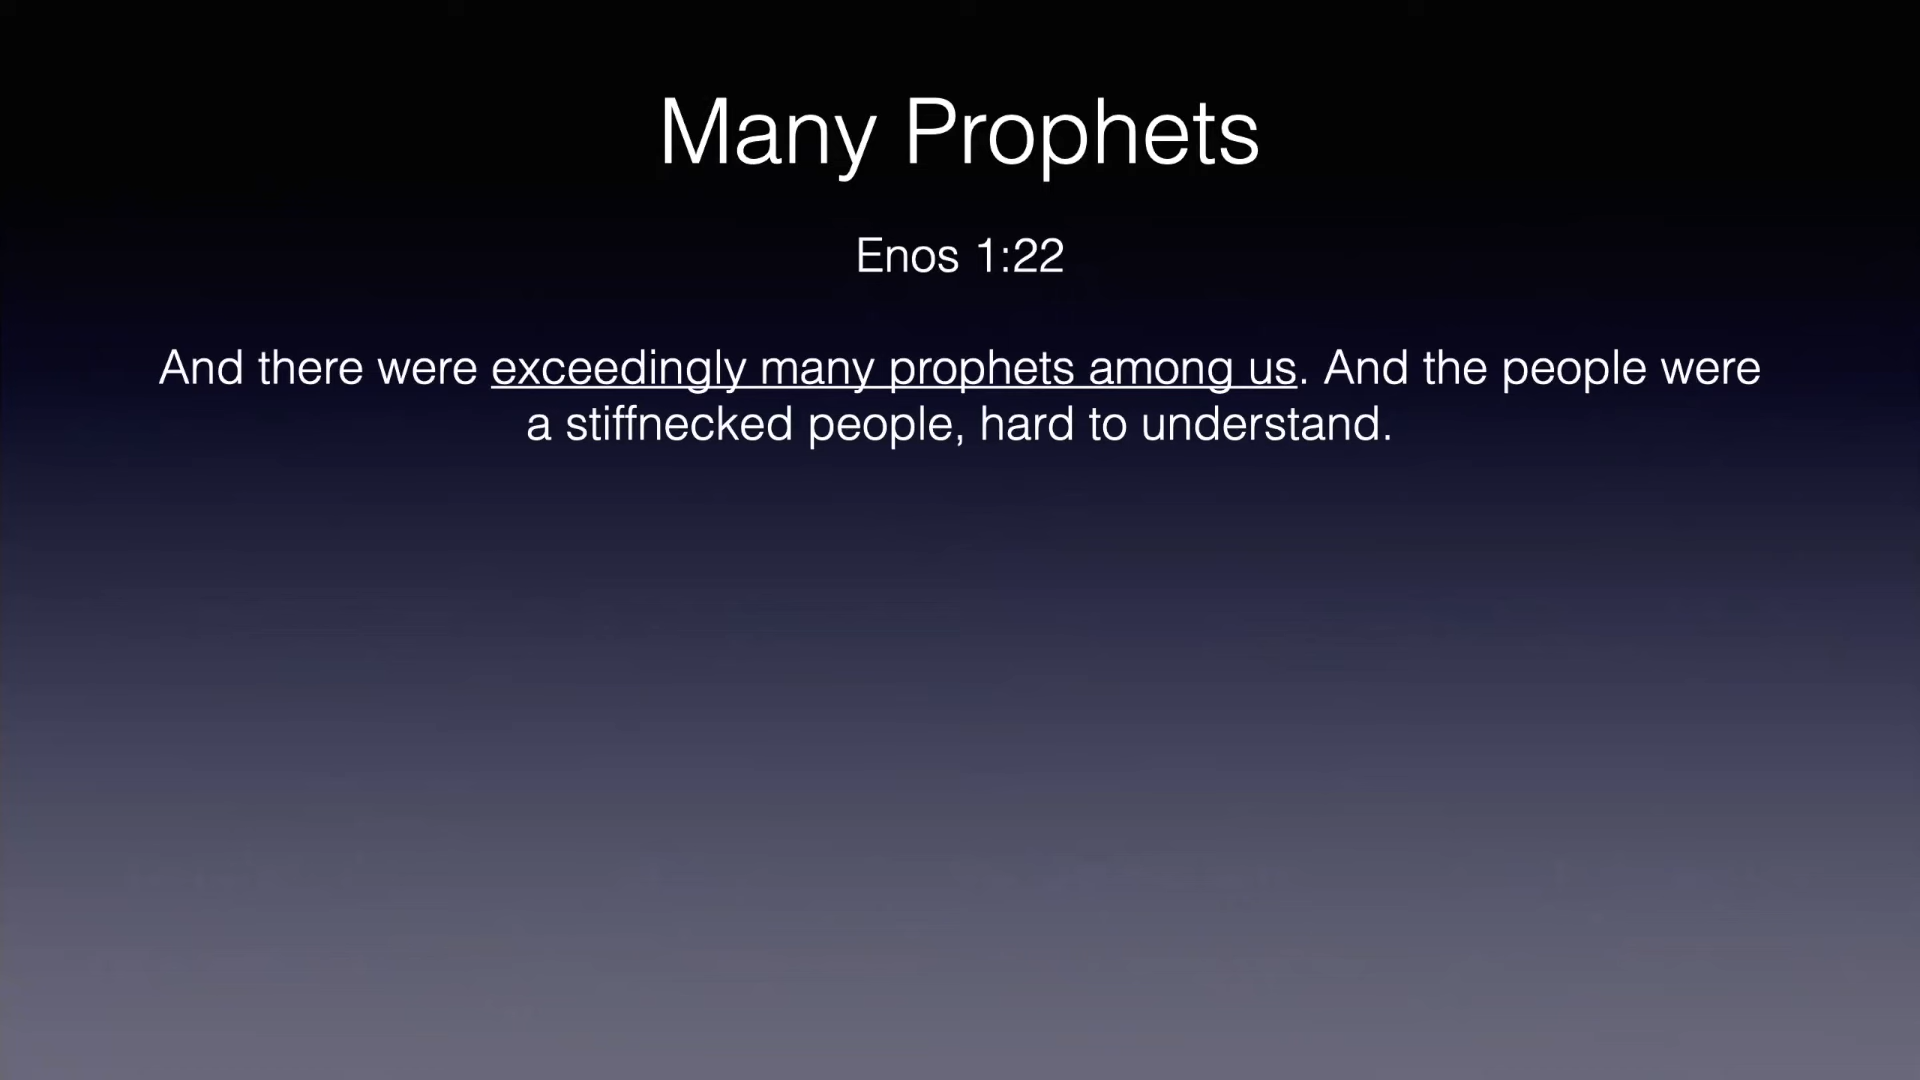 Many Prophets
Enos 1:22
And there were exceedingly many prophets among us. And the people were
a stiffnecked people, hard to understand.